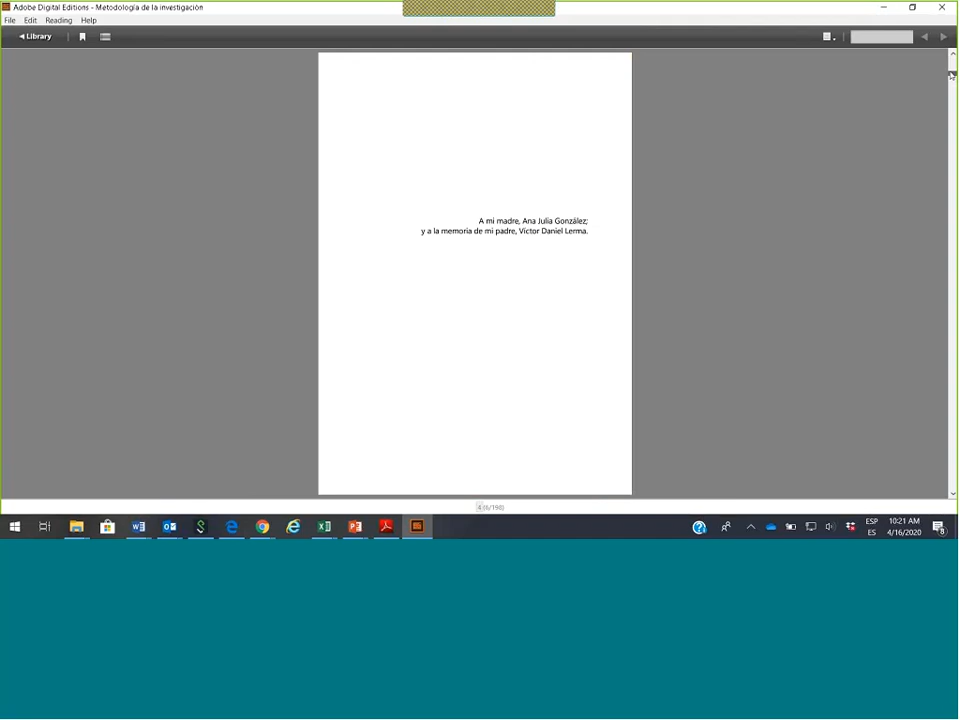 Adobe Digital Editions - Metodología de la investigación
File Edit Reading Help
Library
A mi madre, Ana Julia González;
y a la memoria de mi padre, Víctor Daniel Lerma.
4 (6/198)
ESP 10:21 AM
ES 4/16/2020
8